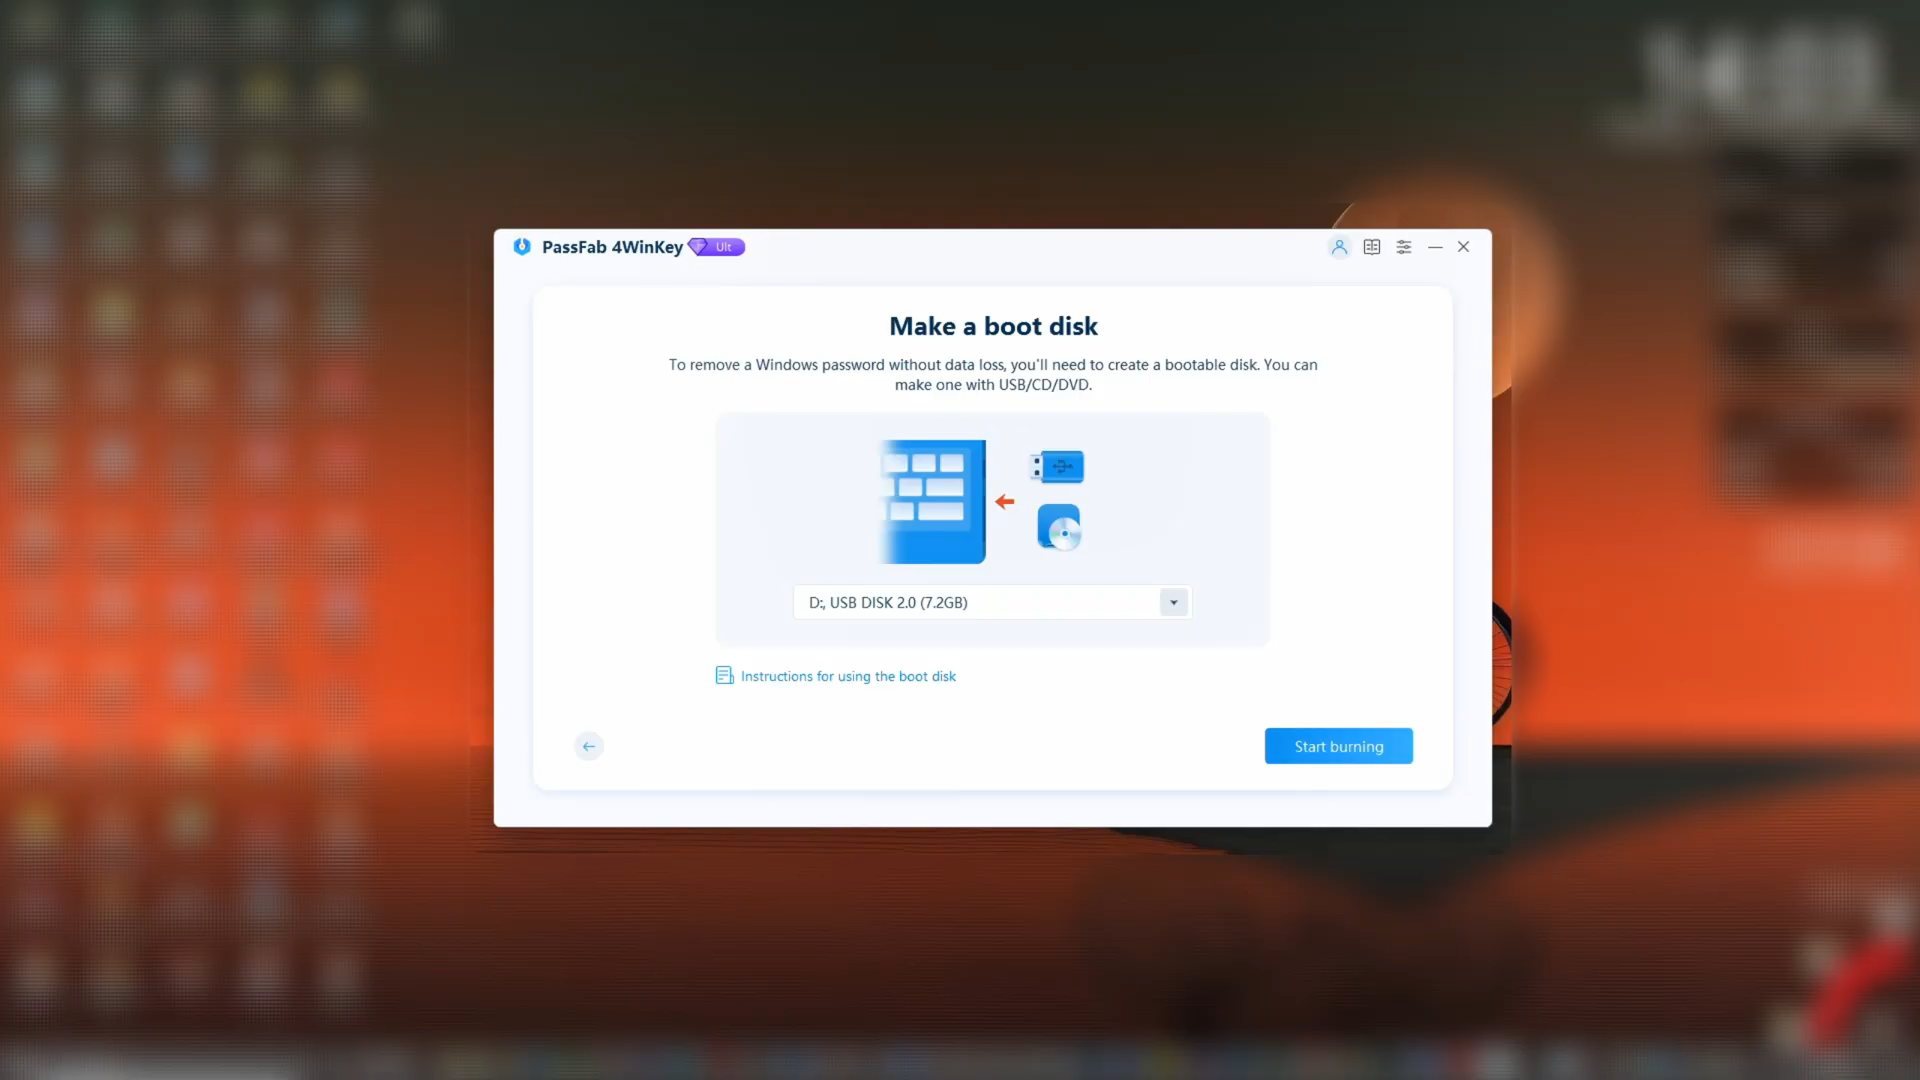 PassFab 4WinKey Ult
Make a boot disk
To remove a Windows password without data loss, you'll need to create a bootable disk. You can
make one with USB/CD/DVD.
D:, USB DISK 2.0 (7.2GB)
Instructions for using the boot disk
Start burning